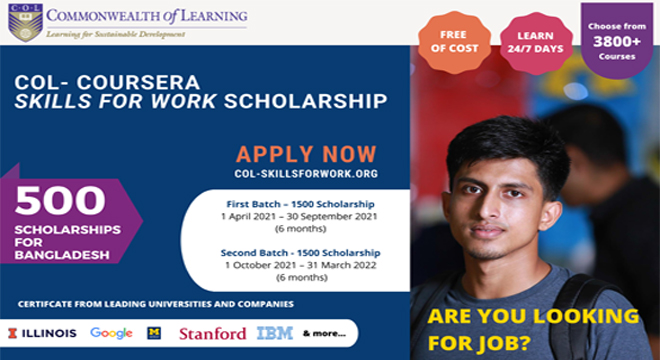 C·O·L
COMMONWEALTH of LEARNING
Learning for Sustainable Development
FREE
OF COST
LEARN
24/7 DAYS
Choose from
3800+
Courses
COL- COURSERA
SKILLS FOR WORK SCHOLARSHIP
APPLY NOW
COL-SKILLSFORWORK.ORG
500
SCHOLARSHIPS
FOR
BANGLADESH
First Batch – 1500 Scholarship
1 April 2021 – 30 September 2021
(6 months)
Second Batch - 1500 Scholarship
1 October 2021 – 31 March 2022
(6 months)
CERTIFCATE FROM LEADING UNIVERSITIES AND COMPANIES
I ILLINOIS Google M Stanford IBM & more...
ARE YOU LOOKING
FOR JOB?